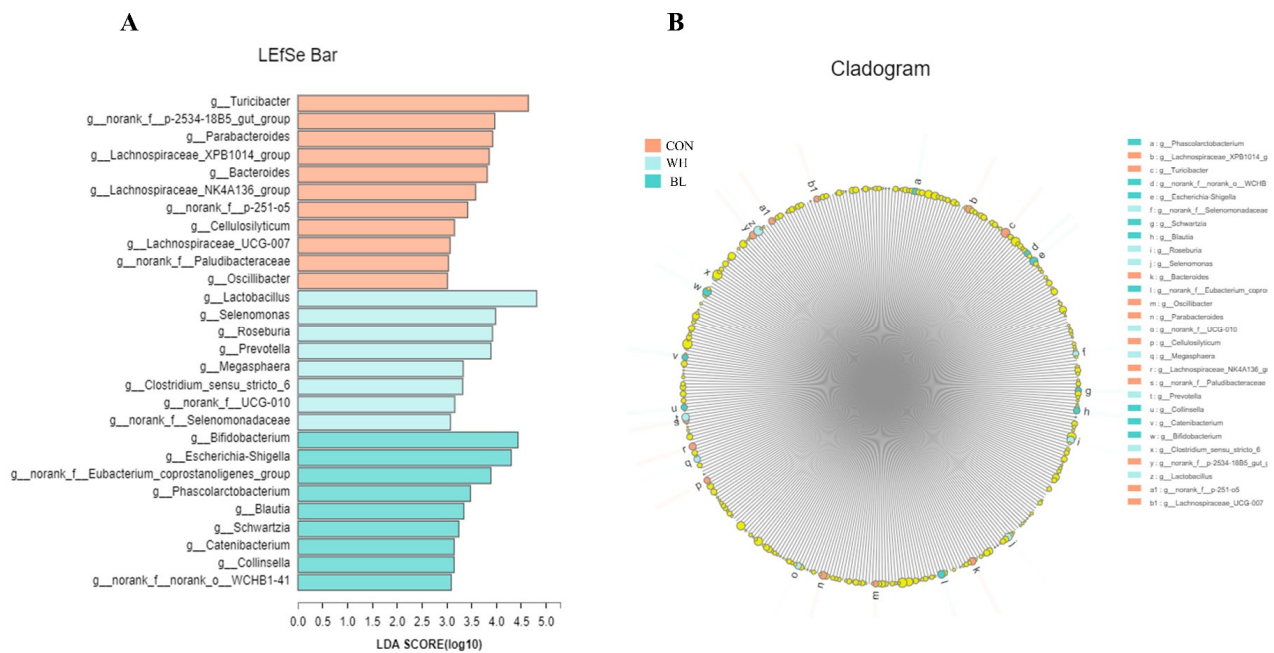 A
B
LEfSe Bar
g__Turicibacter
g__norank_f__p-2534-18B5_gut_group
g__Parabacteroides
g__Lachnospiraceae_XPB1014_group
g__Bacteroides
g__Lachnospiraceae_NK4A136_group
g__norank_f__p-251-o5
g__Cellulosilyticum
g__Lachnospiraceae_UCG-007
g__norank_f__Paludibacteraceae
g__Oscillibacter
g__Lactobacillus
g__Selenomonas
g__Roseburia
g__Prevotella
g__Megasphaera
g__Clostridium_sensu_stricto_6
g__norank_f__UCG-010
g__norank_f__Selenomonadaceae
g__Bifidobacterium
g__Escherichia-Shigella
g__norank_f__Eubacterium_coprostanoligenes_group
g__Phascolarctobacterium
g__Blautia
g__Schwartzia
g__Catenibacterium
g__Collinsella
g__norank_f__norank_o__WCHB1-41
0.0 0.5 1.0 1.5 2.0 2.5 3.0 3.5 4.0 4.5 5.0
LDA SCORE(log10)
Cladogram
CON
WH
BL
a
b
c
d
e
f
g
h
i
j
k
l
m
n
o
p
q
r
s
t
u
v
w
x
y
z
a1
b1
a : g__Phascolarctobacterium
b : g__Lachnospiraceae_XPB1014_g
c : g__Turicibacter
d : g__norank_f__norank_o__WCHB
e : g__Escherichia-Shigella
f : g__norank_f__Selenomonadaceae
g : g__Schwartzia
h : g__Blautia
i : g__Roseburia
j : g__Selenomonas
k : g__Bacteroides
l : g__norank_f__Eubacterium_copros
m : g__Oscillibacter
n : g__Parabacteroides
o : g__norank_f__UCG-010
p : g__Cellulosilyticum
q : g__Megasphaera
r : g__Lachnospiraceae_NK4A136_gr
s : g__norank_f__Paludibacteraceae
t : g__Prevotella
u : g__Collinsella
v : g__Catenibacterium
w : g__Bifidobacterium
x : g__Clostridium_sensu_stricto_6
y : g__norank_f__p-2534-18B5_gut_g
z : g__Lactobacillus
a1 : g__norank_f__p-251-o5
b1 : g__Lachnospiraceae_UCG-007